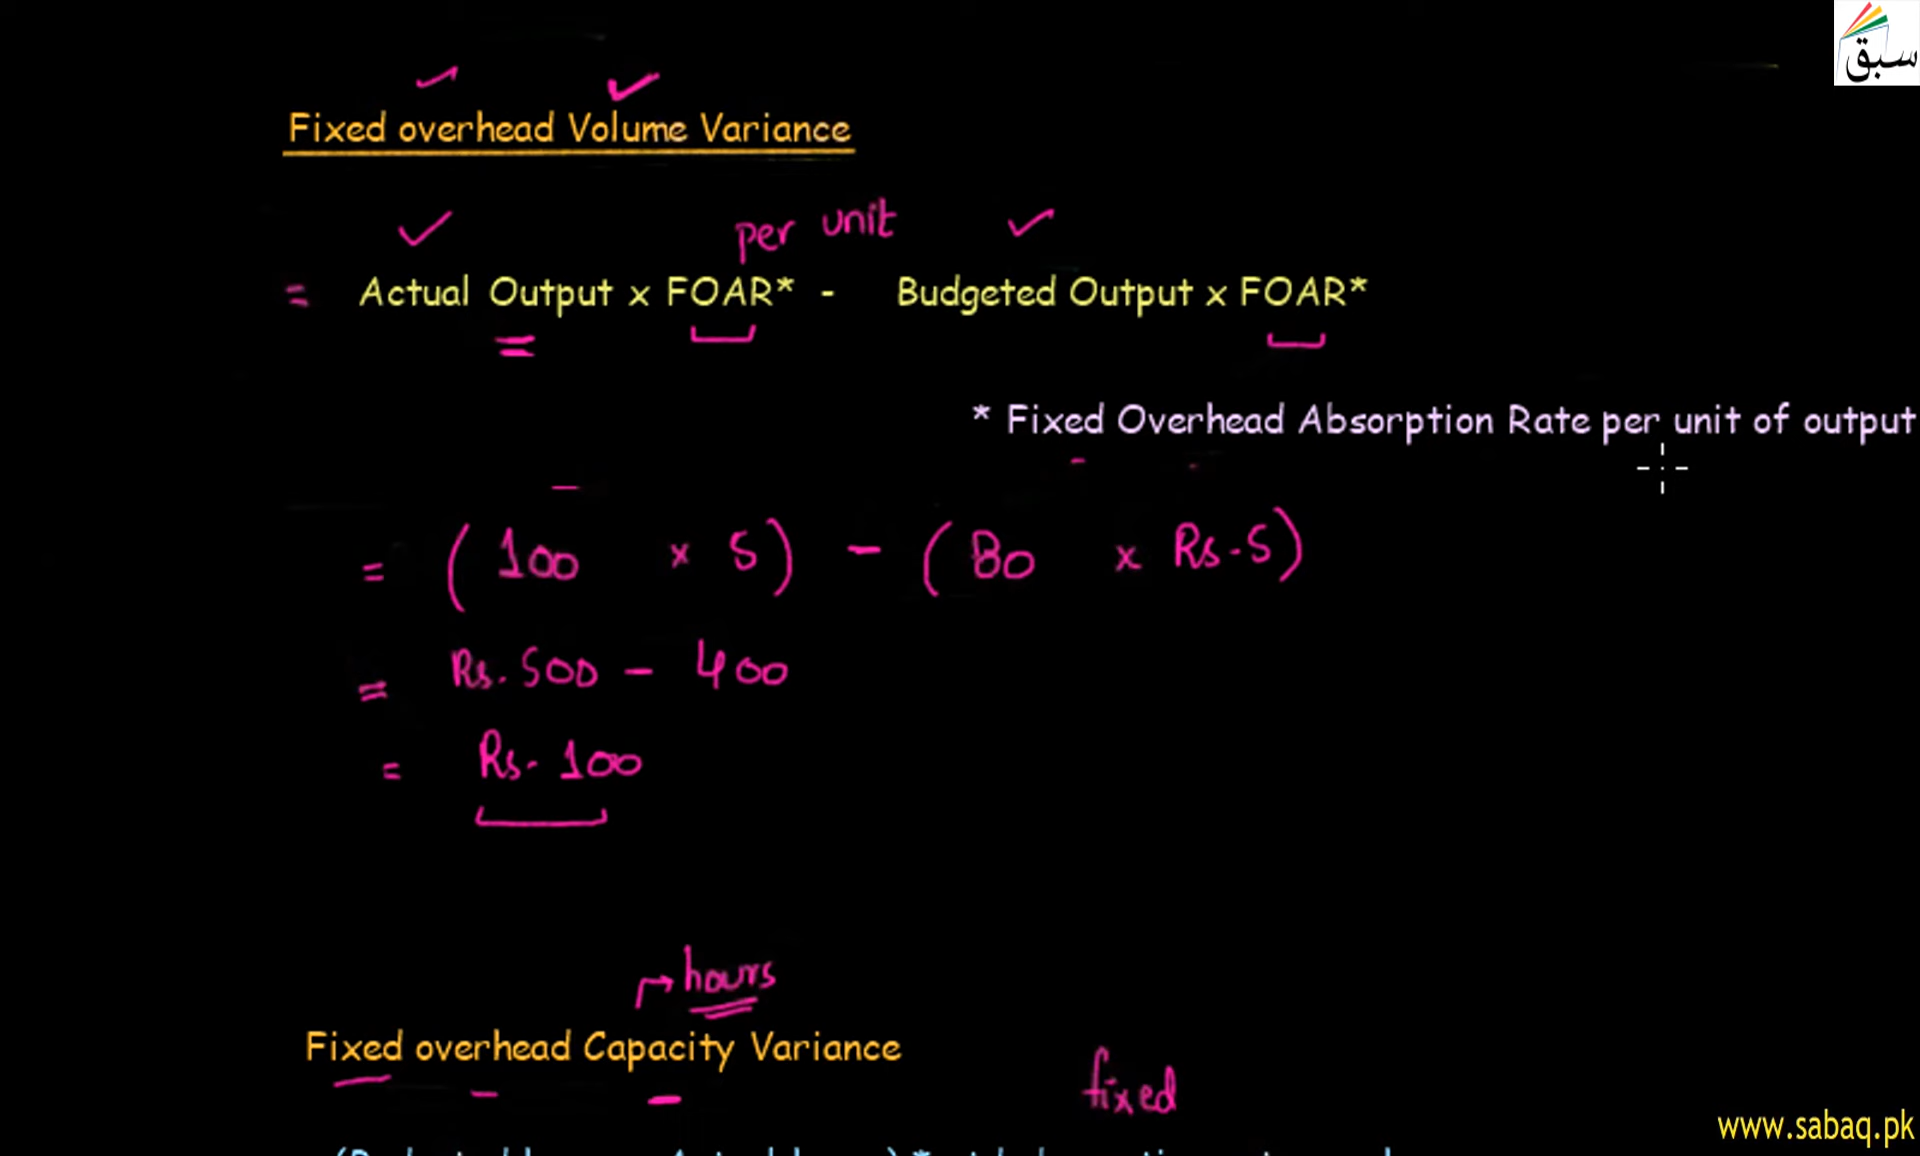 سبق
Fixed overhead Volume Variance
per unit
= Actual Output x FOAR* - Budgeted Output x FOAR*
* Fixed Overhead Absorption Rate per unit of output
= (100 x 5) - (80 x Rs-5)
= Rs. 500 - 400
= Rs- 100
hours
Fixed overhead Capacity Variance
fixed
www.sabaq.pk